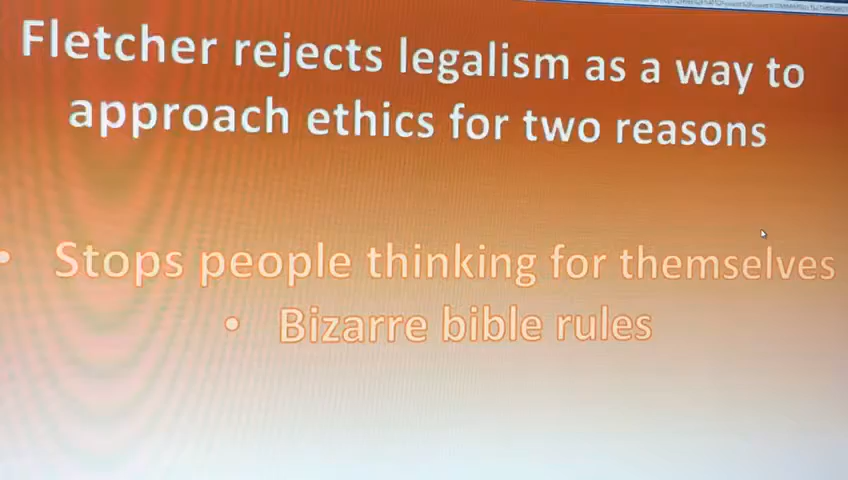 Fletcher rejects legalism as a way to
approach ethics for two reasons
• Stops people thinking for themselves
• Bizarre bible rules